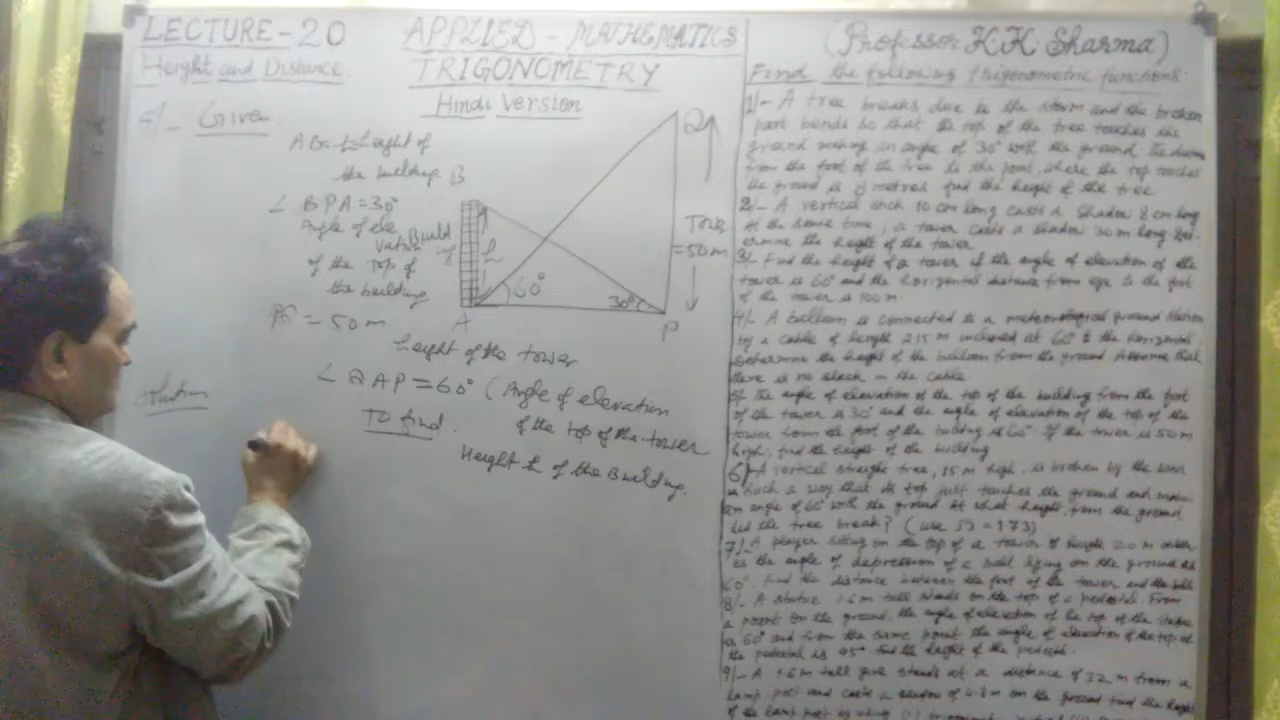 LECTURE-20
APPLIED - MATHEMATICS
(Professor KK Sharma)
Height and Distance
TRIGONOMETRY
Hindi Version
Find the following trigonometric functions
5/- Given:
height of
the building
∠ BPA=30°
Angle of ele
vation
of the Top of
the building
PQ = 50m
height of the tower
∠ QAP=60° (Angle of elevation
of the top of the tower
To find.
Height h of the Building.
Solution
B
Build
h
60°
30°
A
P
Q
Tower
=50m
1/- A tree breaks due to the storm and the broken
part bends so that the top of the tree touches the
ground making an angle of 30° with the ground. The distance
from the foot of the tree to the point where the top touches
the ground is metres find the height of the tree
2/- A vertical stick 10 cm long casts a shadow 8 cm long
At the same time, a tower casts a shadow 30 m long. Det-
ermine the height of the tower
3/- Find the height of a tower if the angle of elevation of the
tower is 60° and the horizontal distance from eye to the foot
of the tower is 100 m
4/- A balloon is connected to a meteorological ground station
by a cable of length 215 m inclined at 60° to the horizontal.
Determine the height of the balloon from the ground Assume that
there is no slack in the cable
5/- The angle of elevation of the top of the building from the foot
of the tower is 30° and the angle of elevation of the top of the
tower from the foot of the building is 60°. If the tower is 50m
high, find the height of the building
6/- A vertical straight tree, 15 m high, is broken by the wind
in such a way that its top just touches the ground and makes
an angle of 60° with the ground. At what height from the ground
did the tree break? (use √3 = 1.73)
7/- A player sitting on the top of a tower of height 20 m obser
es the angle of depression of a ball lying on the ground as
60°. Find the distance between the foot of the tower and the ball
8/- A statue 1.6 m tall stands on the top of a pedestal. From
a point on the ground, the angle of elevation of the top of the statue
is 60° and from the same point the angle of elevation of the top of
the pedestal is 45°. Find the height of the pedestal.
9/- A 1.6 m tall girl stands at a distance of 3.2 m from a
lamp-post and casts a shadow of 4.8 m on the ground find the height
of the lamp post by using